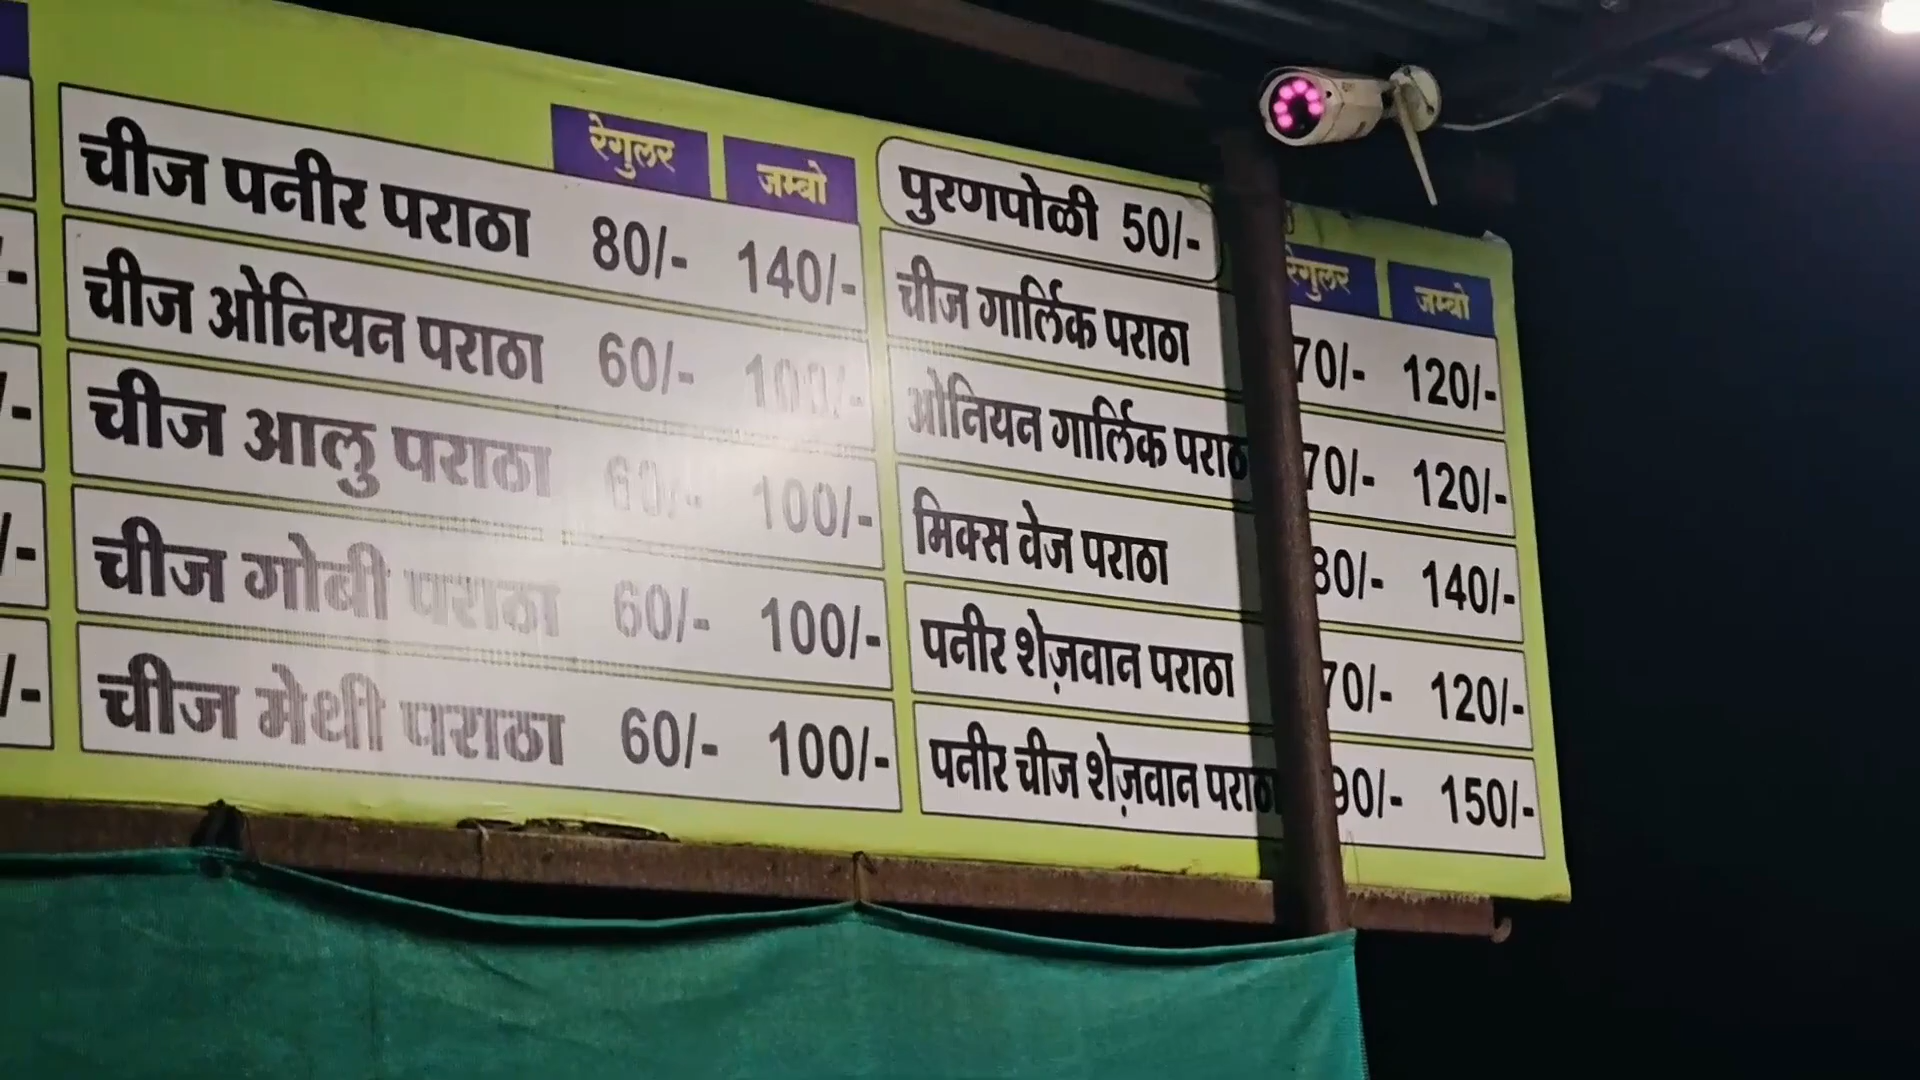 रेगुलर जम्बो
चीज पनीर पराठा 80/- 140/-
चीज ओनियन पराठा 60/- 100/-
चीज आलु पराठा 60/- 100/-
चीज गोबी पराठा 60/- 100/-
चीज मेथी पराठा 60/- 100/-
पुरणपोळी 50/-
रेगुलर जम्बो
चीज गार्लिक पराठा 70/- 120/-
ओनियन गार्लिक पराठा 70/- 120/-
मिक्स वेज पराठा 80/- 140/-
पनीर शेज़वान पराठा 70/- 120/-
पनीर चीज शेज़वान पराठा 90/- 150/-